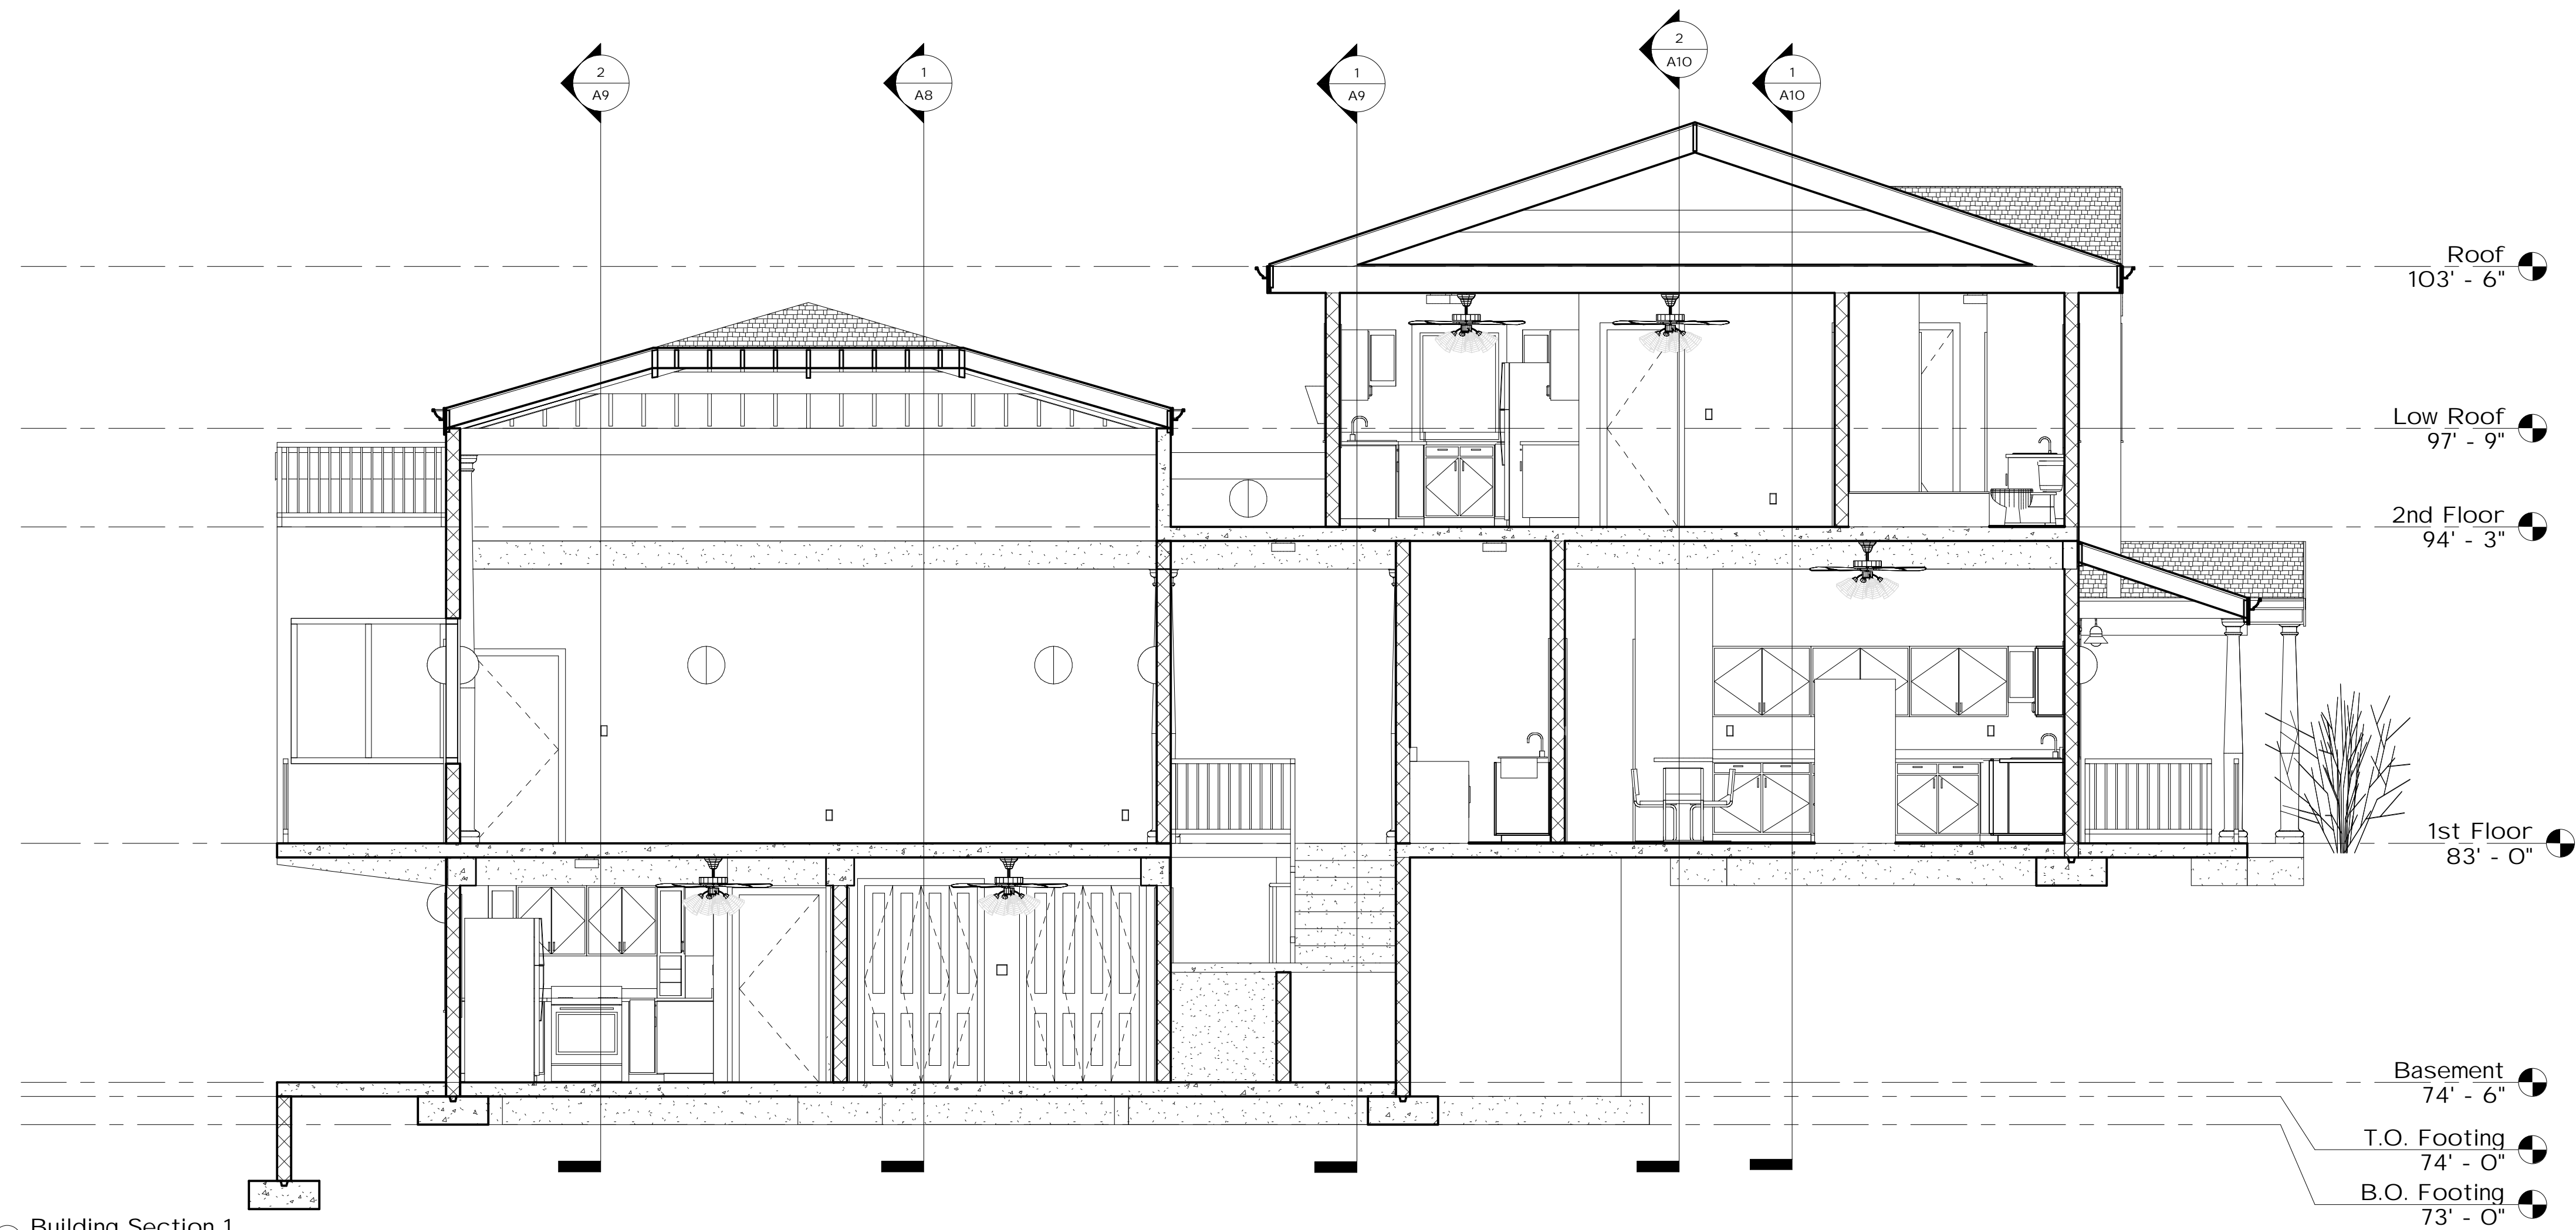 2
A10
2
A9
1
A8
1
A9
1
A10
Roof
103' - 6"
Low Roof
97' - 9"
2nd Floor
94' - 3"
1st Floor
83' - 0"
Basement
74' - 6"
T.O. Footing
74' - 0"
B.O. Footing
73' - 0"
Building Section 1